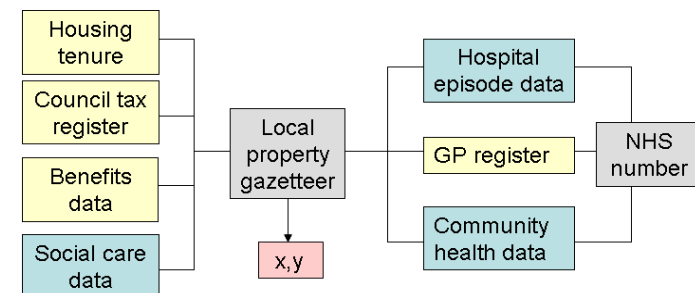 Housing
tenure
Council tax
register
Benefits
data
Social care
data
Local
property
gazetteer
x,y
Hospital
episode data
GP register
Community
health data
NHS
number